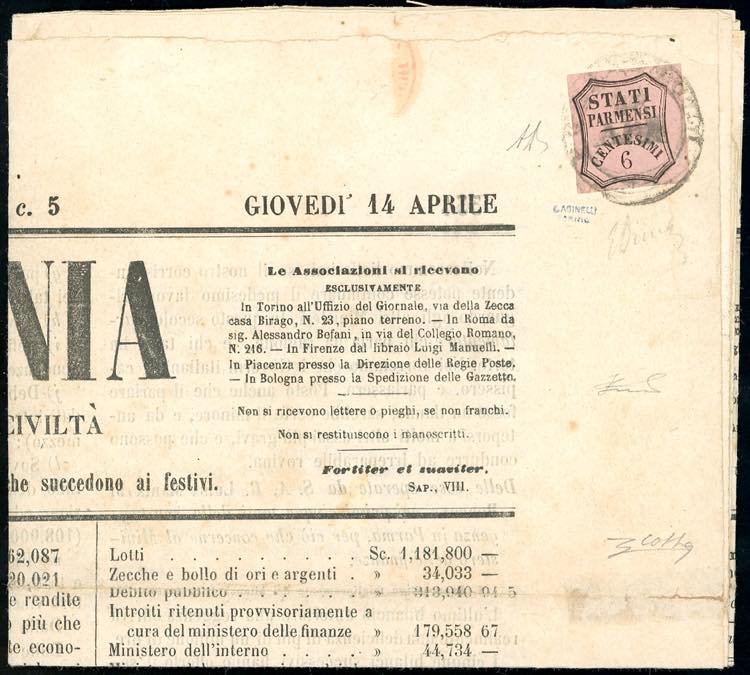 STATI
PARMENSI
CENTESIMI
6
c. 5
GIOVEDI' 14 APRILE
NIA
CIVILTÀ
che succedono ai festivi.
Le Associazioni si ricevono
ESCLUSIVAMENTE
In Torino all'Uffizio del Giornale, via della Zecca
casa Birago, N. 23, piano terreno. — In Roma da
sig. Alessandro Befani, in via del Collegio Romano,
N. 216. — In Firenze dal libraio Luigi Manuelli. —
In Piacenza presso la Direzione delle Regie Poste.
— In Bologna presso la Spedizione delle Gazzette.
Non si ricevono lettere o pieghi, se non franchi.
Non si restituiscono i manoscritti.
Fortiter et suaviter.
SAP., VIII.
62,087
20,021
e rendite
o più che
te econo-
Lotti . . . . . . . . Sc. 1,181,800 —
Zecche e bollo di ori e argenti . » 34,033 —
Debito pubblico . . . . . » 313,940 94 5
Introiti ritenuti provvisoriamente a
cura del ministero delle finanze » 179,558 67
Ministero dell'interno . . . . » 44,734 —